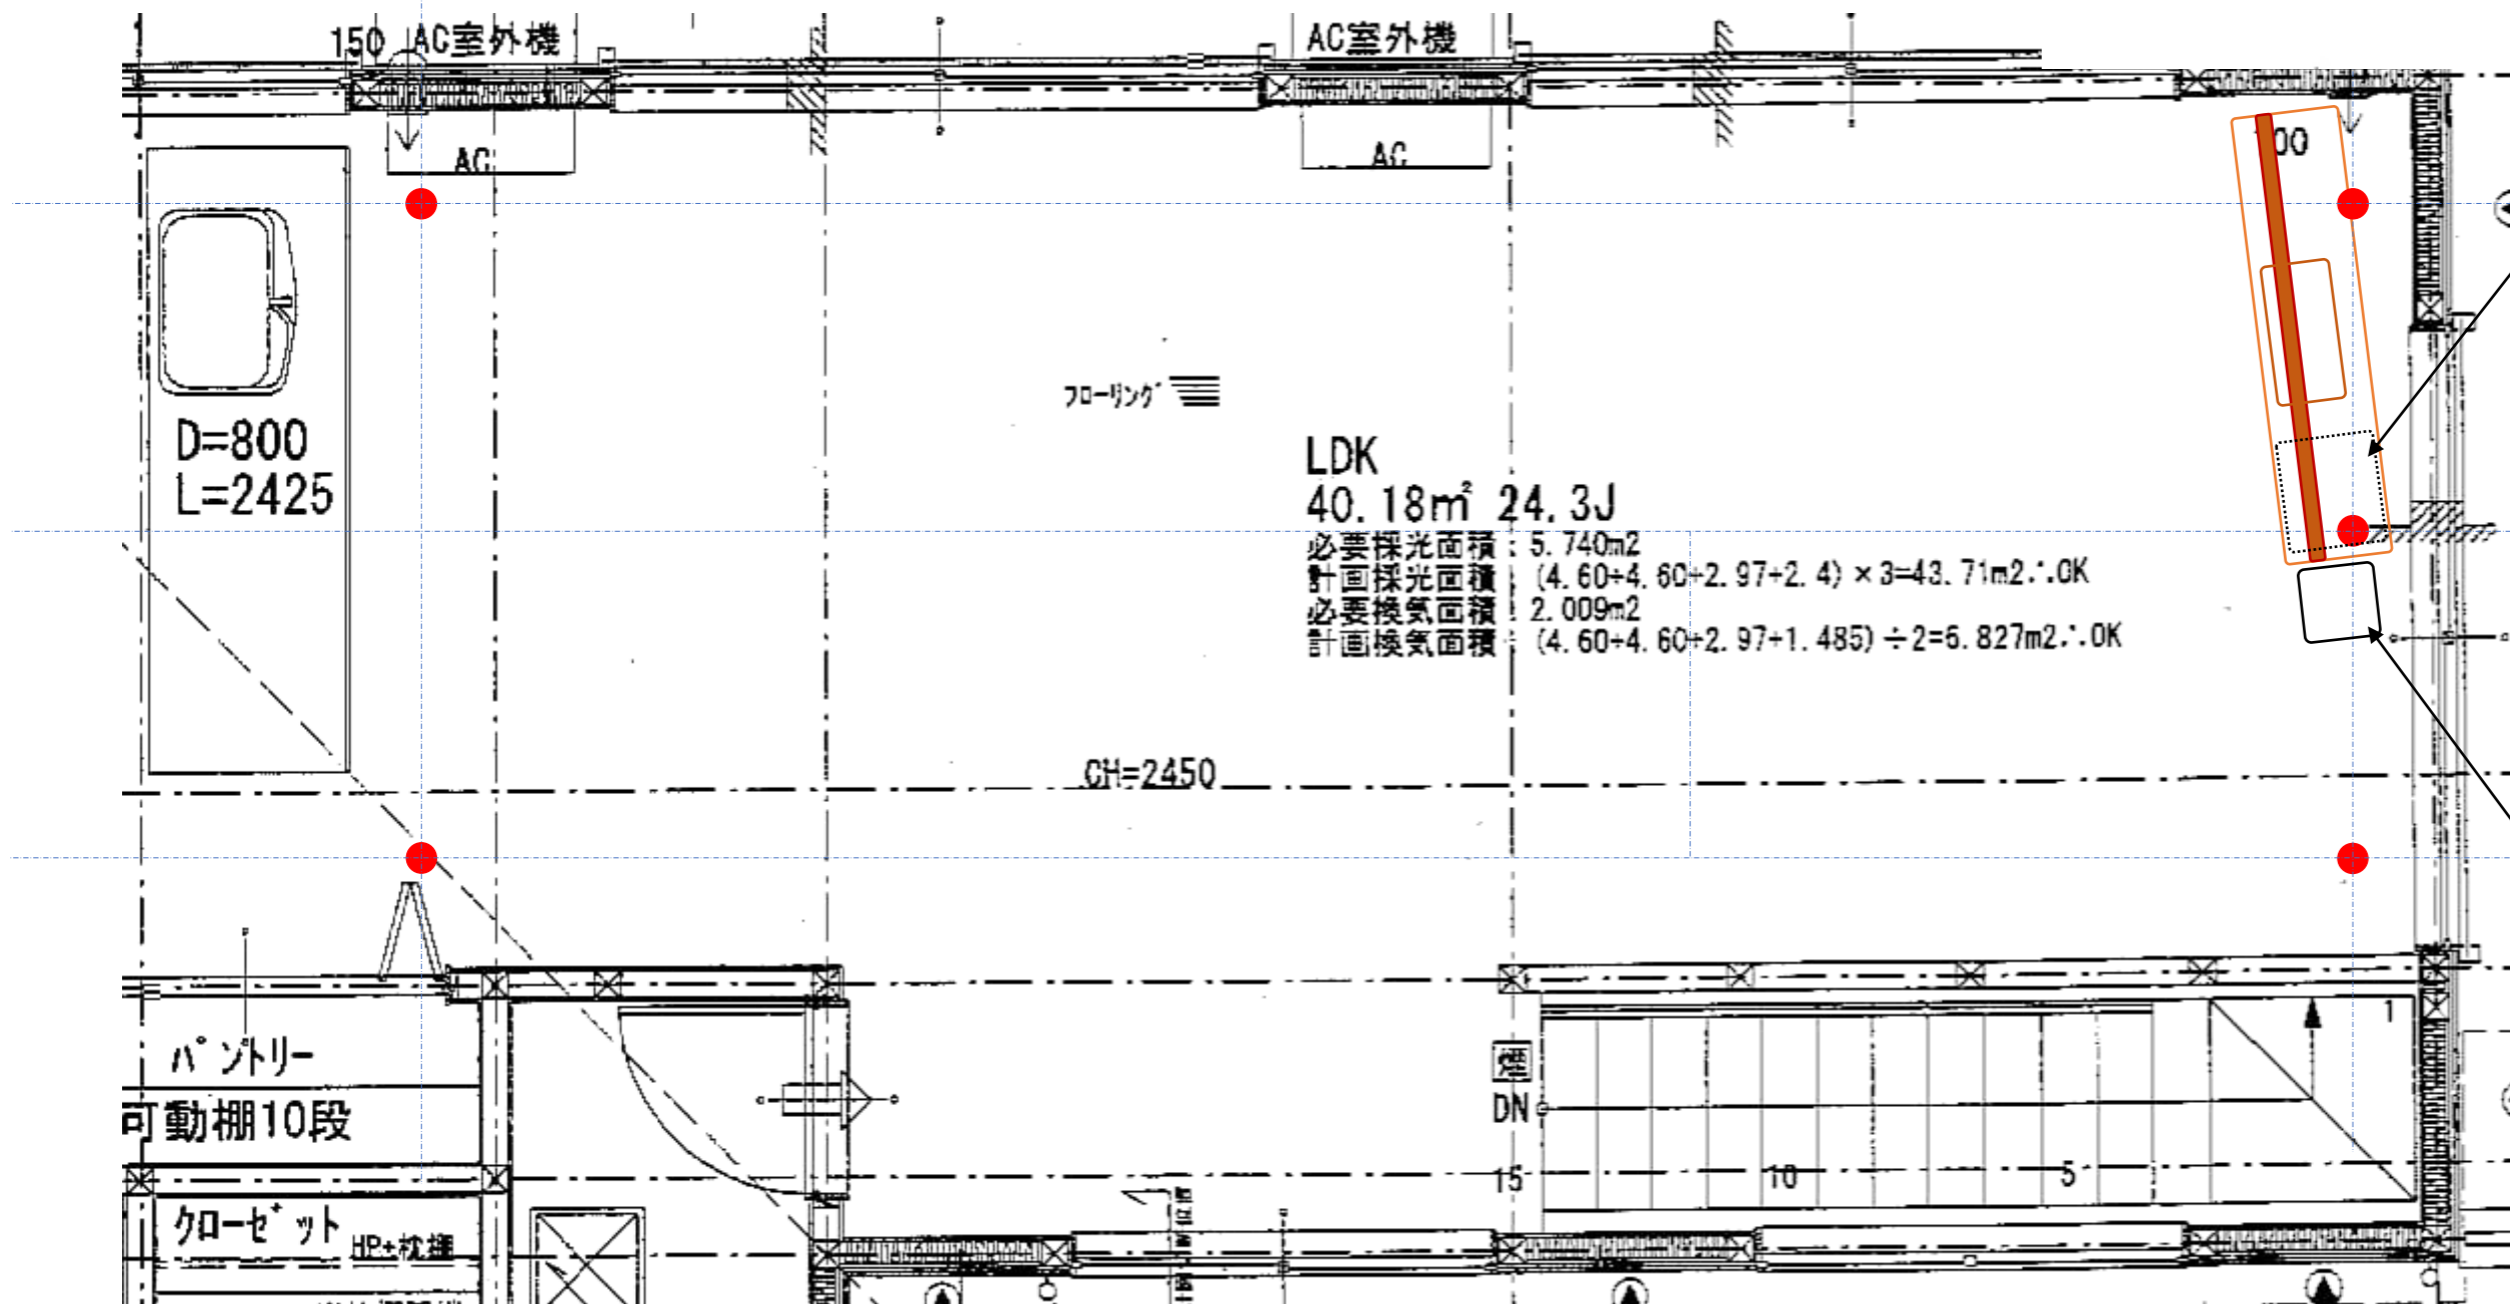 150 AC室外機
AC室外機
AC
AC
00
フローリング
D=800
L=2425
LDK
40.18㎡ 24.3J
必要採光面積：5.740m2
計画採光面積：(4.60+4.60+2.97+2.4)×3=43.71m2∴OK
必要換気面積：2.009m2
計画換気面積：(4.60+4.60+2.97+1.485)÷2=6.827m2∴OK
CH=2450
パントリー
可動棚10段
クローゼット
HP+枕棚
煙
DN
15
10
5
1